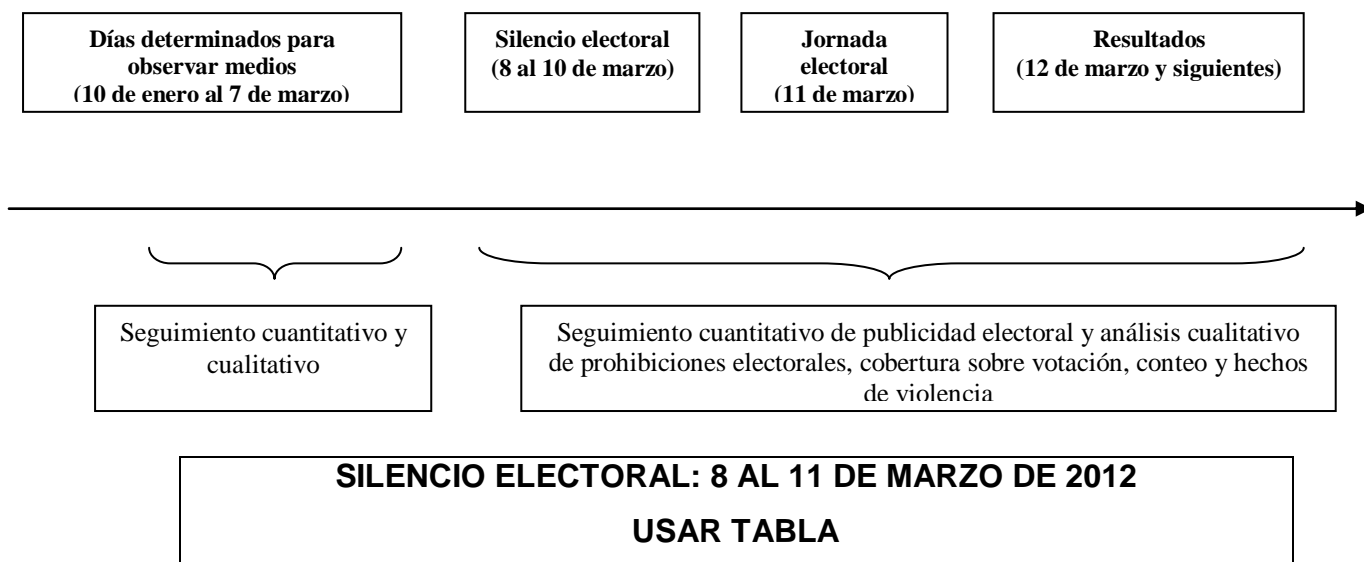 Días determinados para
observar medios
(10 de enero al 7 de marzo)
Silencio electoral
(8 al 10 de marzo)
Jornada
electoral
(11 de marzo)
Resultados
(12 de marzo y siguientes)
Seguimiento cuantitativo y
cualitativo
Seguimiento cuantitativo de publicidad electoral y análisis cualitativo
de prohibiciones electorales, cobertura sobre votación, conteo y hechos
de violencia
SILENCIO ELECTORAL: 8 AL 11 DE MARZO DE 2012
USAR TABLA